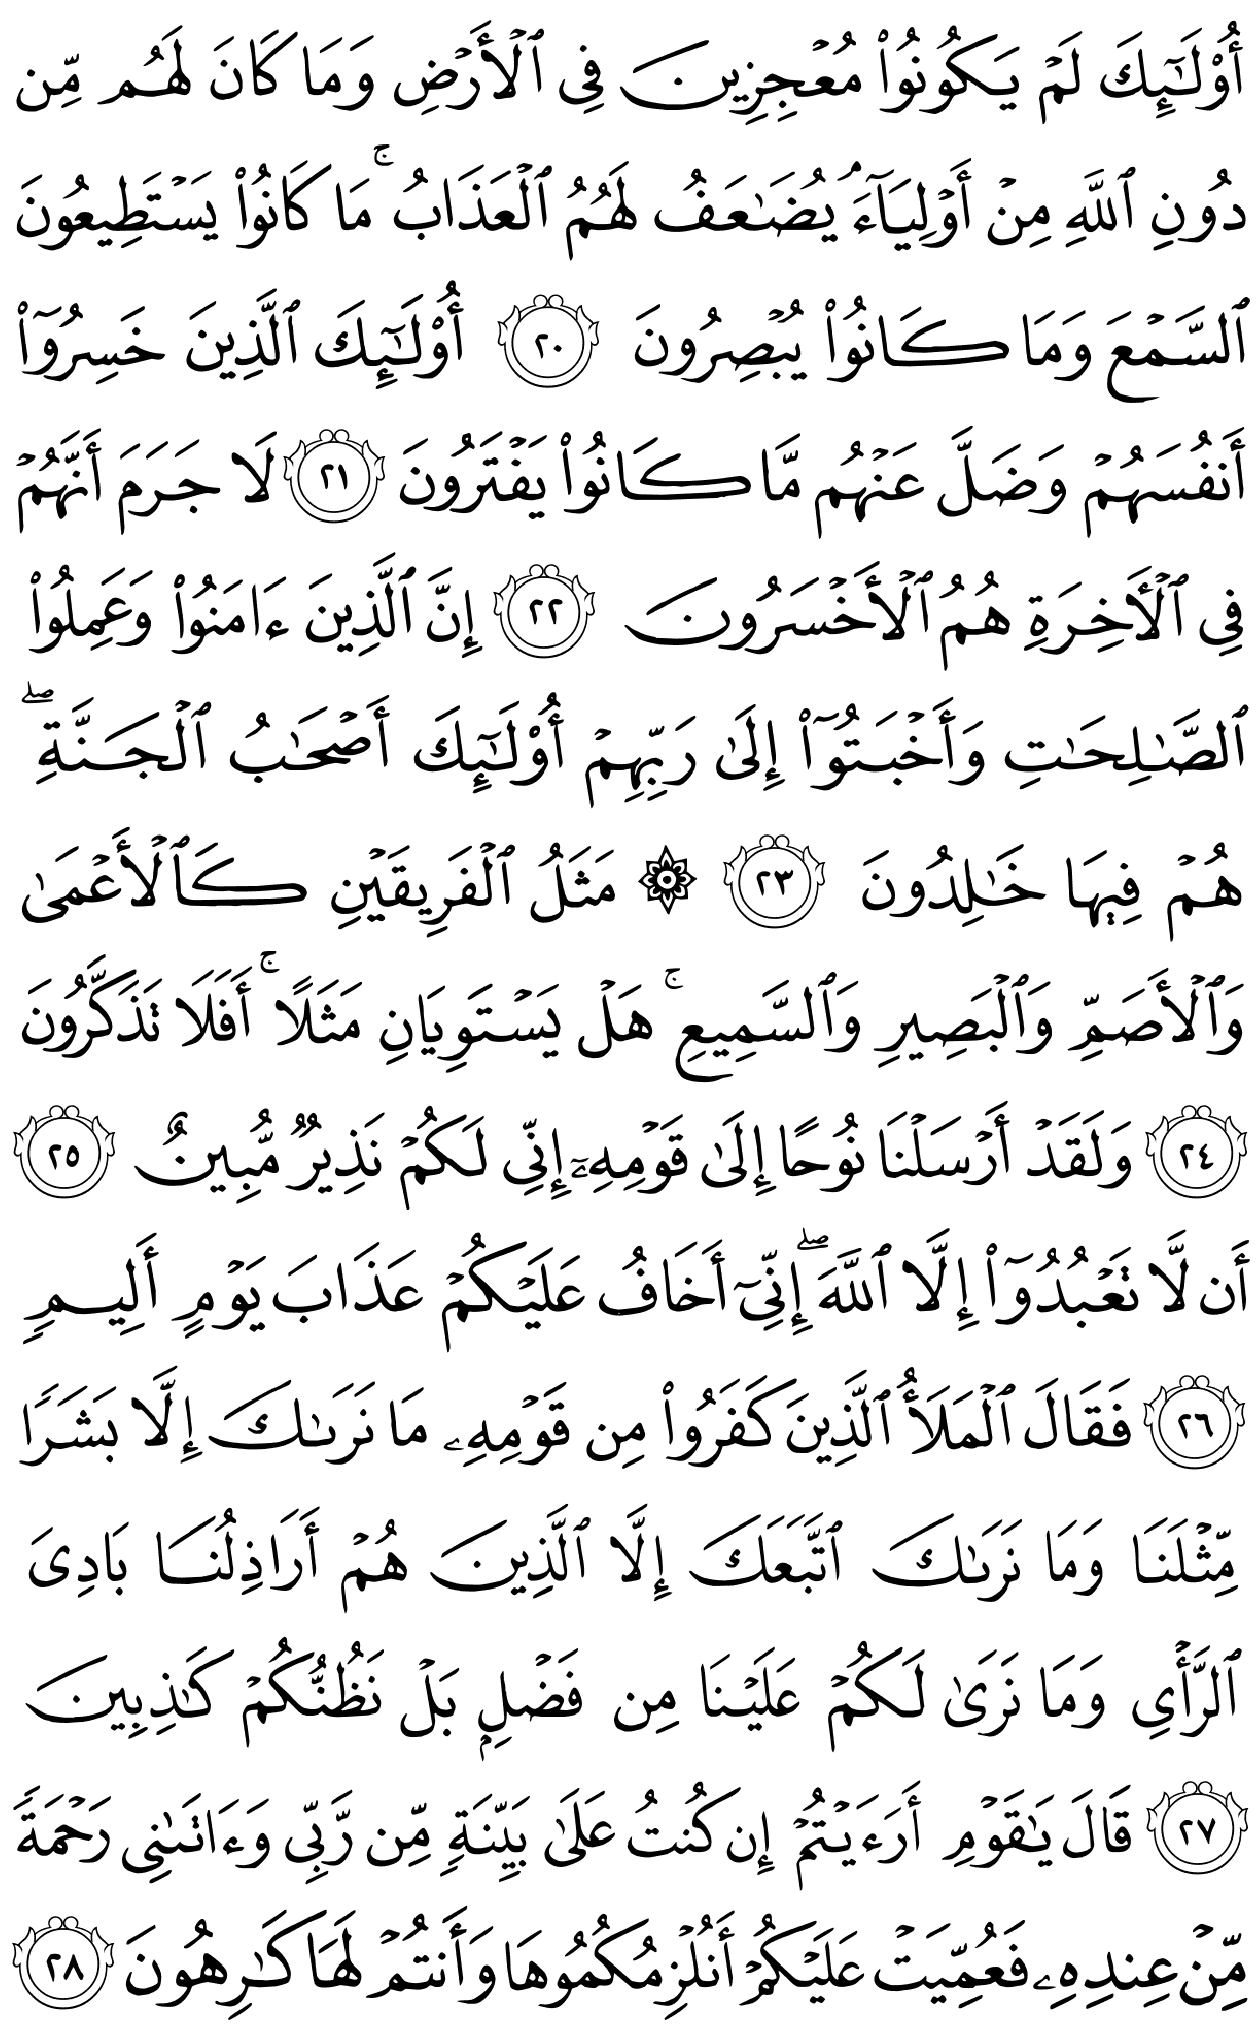 أُوْلَـٰٓئِكَ لَمۡ يَكُونُواْ مُعۡجِزِينَ فِي ٱلۡأَرۡضِ وَمَا كَانَ لَهُم مِّن
دُونِ ٱللَّهِ مِنۡ أَوۡلِيَآءَۘ يُضَٰعَفُ لَهُمُ ٱلۡعَذَابُۚ مَا كَانُواْ يَسۡتَطِيعُونَ
ٱلسَّمۡعَ وَمَا كَانُواْ يُبۡصِرُونَ ٢٠ أُوْلَـٰٓئِكَ ٱلَّذِينَ خَسِرُوٓاْ
أَنفُسَهُمۡ وَضَلَّ عَنۡهُم مَّا كَانُواْ يَفۡتَرُونَ ٢١ لَا جَرَمَ أَنَّهُمۡ
فِي ٱلۡأٓخِرَةِ هُمُ ٱلۡأَخۡسَرُونَ ٢٢ إِنَّ ٱلَّذِينَ ءَامَنُواْ وَعَمِلُواْ
ٱلصَّٰلِحَٰتِ وَأَخۡبَتُوٓاْ إِلَىٰ رَبِّهِمۡ أُوْلَـٰٓئِكَ أَصۡحَٰبُ ٱلۡجَنَّةِۖ
هُمۡ فِيهَا خَٰلِدُونَ ٢٣ ۞ مَثَلُ ٱلۡفَرِيقَيۡنِ كَٱلۡأَعۡمَىٰ
وَٱلۡأَصَمِّ وَٱلۡبَصِيرِ وَٱلسَّمِيعِۚ هَلۡ يَسۡتَوِيَانِ مَثَلًاۚ أَفَلَا تَذَكَّرُونَ
٢٤ وَلَقَدۡ أَرۡسَلۡنَا نُوحًا إِلَىٰ قَوۡمِهِۦٓ إِنِّي لَكُمۡ نَذِيرٞ مُّبِينٌ ٢٥
أَن لَّا تَعۡبُدُوٓاْ إِلَّا ٱللَّهَۖ إِنِّيٓ أَخَافُ عَلَيۡكُمۡ عَذَابَ يَوۡمٍ أَلِيمٖ
٢٦ فَقَالَ ٱلۡمَلَأُ ٱلَّذِينَ كَفَرُواْ مِن قَوۡمِهِۦ مَا نَرَىٰكَ إِلَّا بَشَرٗا
مِّثۡلَنَا وَمَا نَرَىٰكَ ٱتَّبَعَكَ إِلَّا ٱلَّذِينَ هُمۡ أَرَاذِلُنَا بَادِيَ
ٱلرَّأۡيِ وَمَا نَرَىٰ لَكُمۡ عَلَيۡنَا مِن فَضۡلِۭ بَلۡ نَظُنُّكُمۡ كَٰذِبِينَ
٢٧ قَالَ يَٰقَوۡمِ أَرَءَيۡتُمۡ إِن كُنتُ عَلَىٰ بَيِّنَةٖ مِّن رَّبِّي وَءَاتَىٰنِي رَحۡمَةٗ
مِّنۡ عِندِهِۦ فَعُمِّيَتۡ عَلَيۡكُمۡ أَنُلۡزِمُكُمُوهَا وَأَنتُمۡ لَهَا كَٰرِهُونَ ٢٨